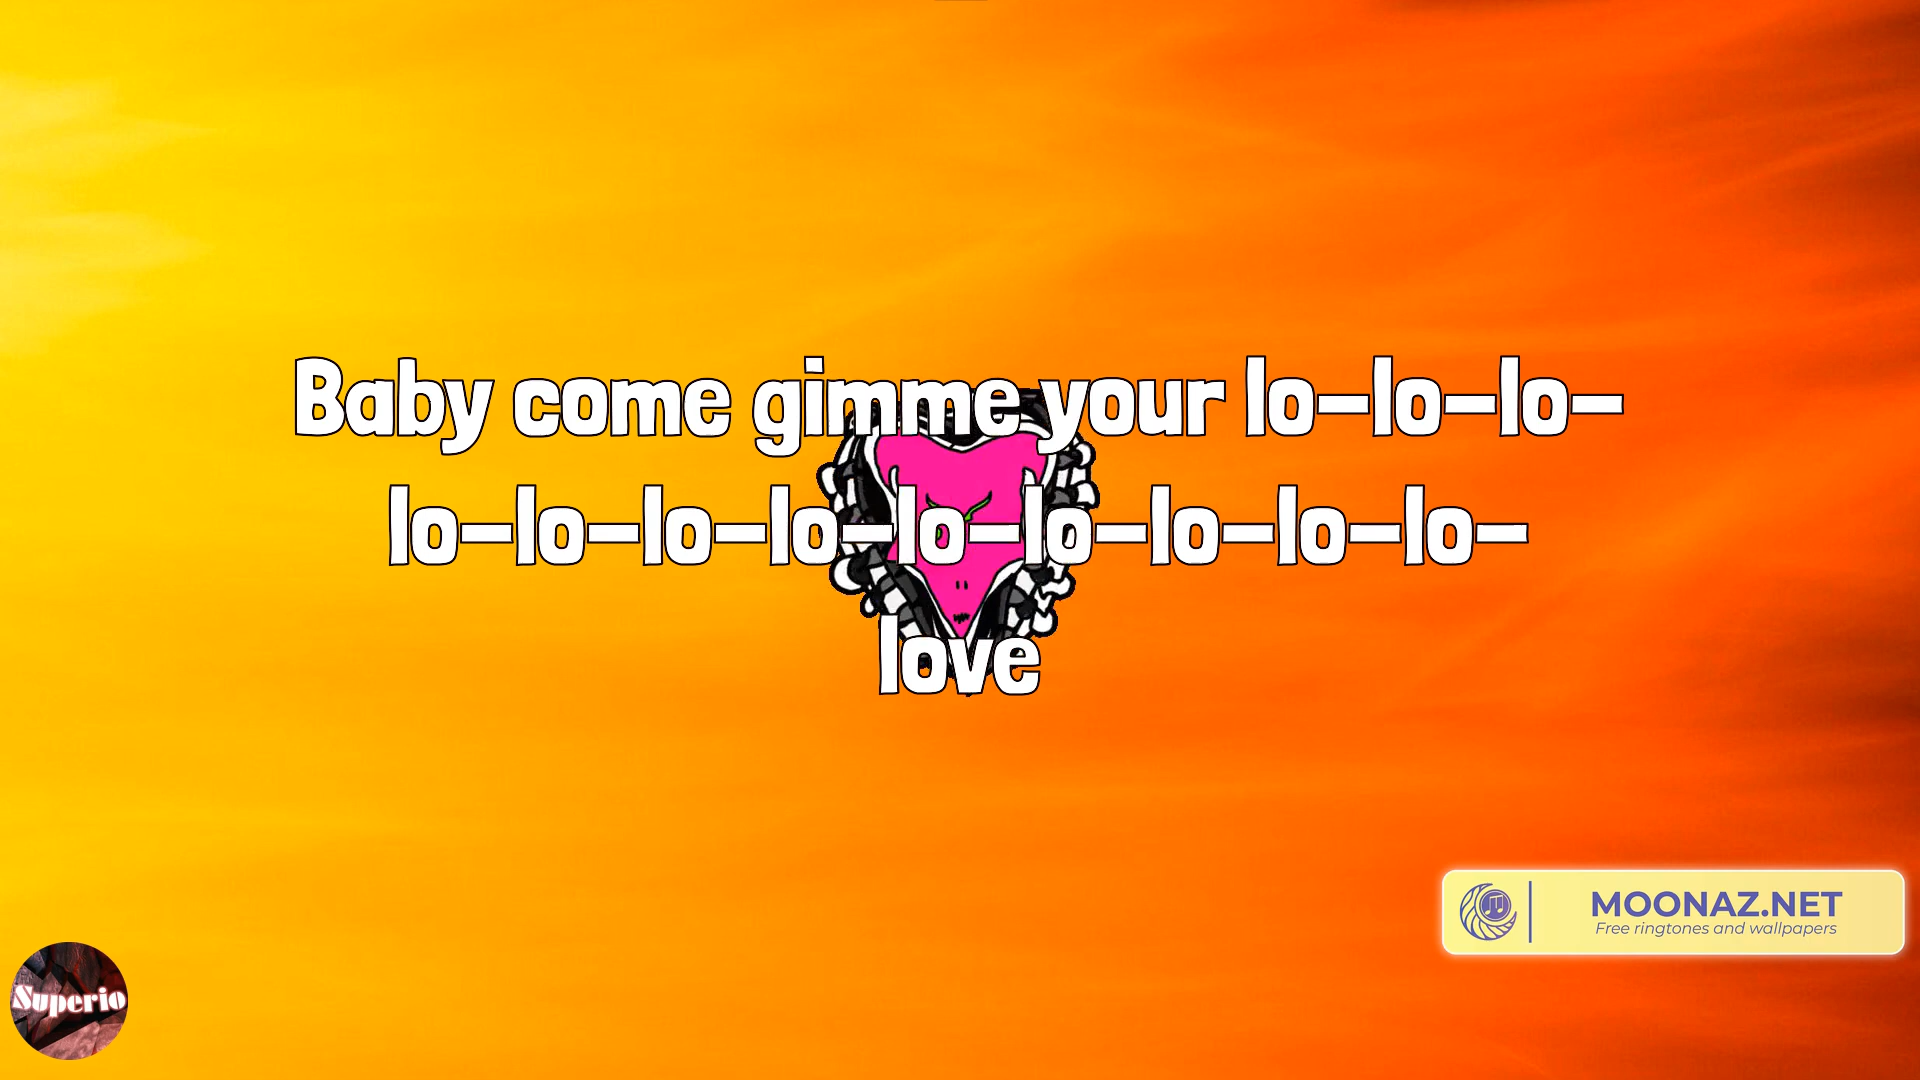 Baby come gimme your lo-lo-lo-
lo-lo-lo-lo-lo-lo-lo-lo-lo-
love
MOONAZ.NET
Free ringtones and wallpapers
Superio